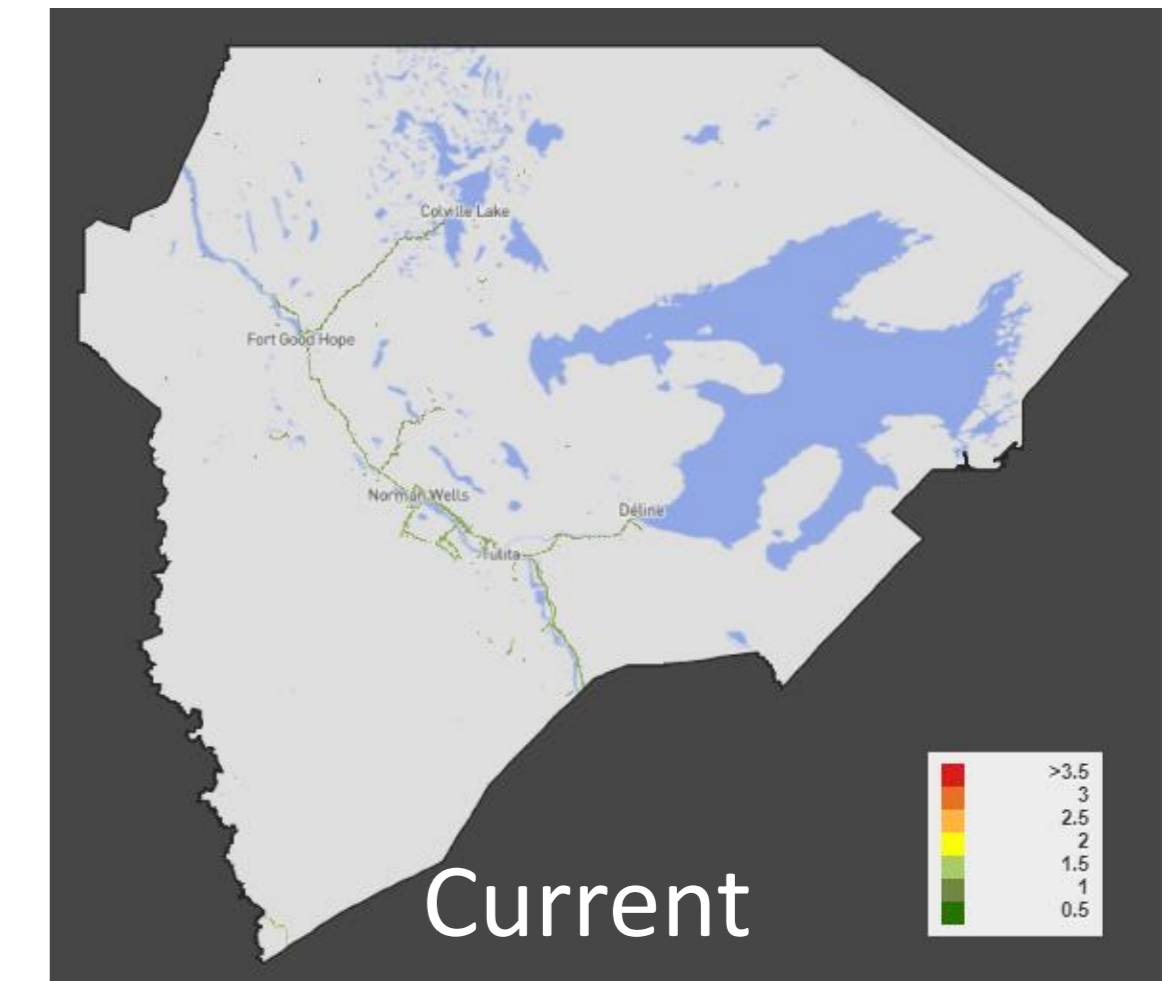 Colville Lake
Fort Good Hope
Norman Wells
Déline
Tulita
>3.5
3
2.5
2
1.5
1
0.5
Current